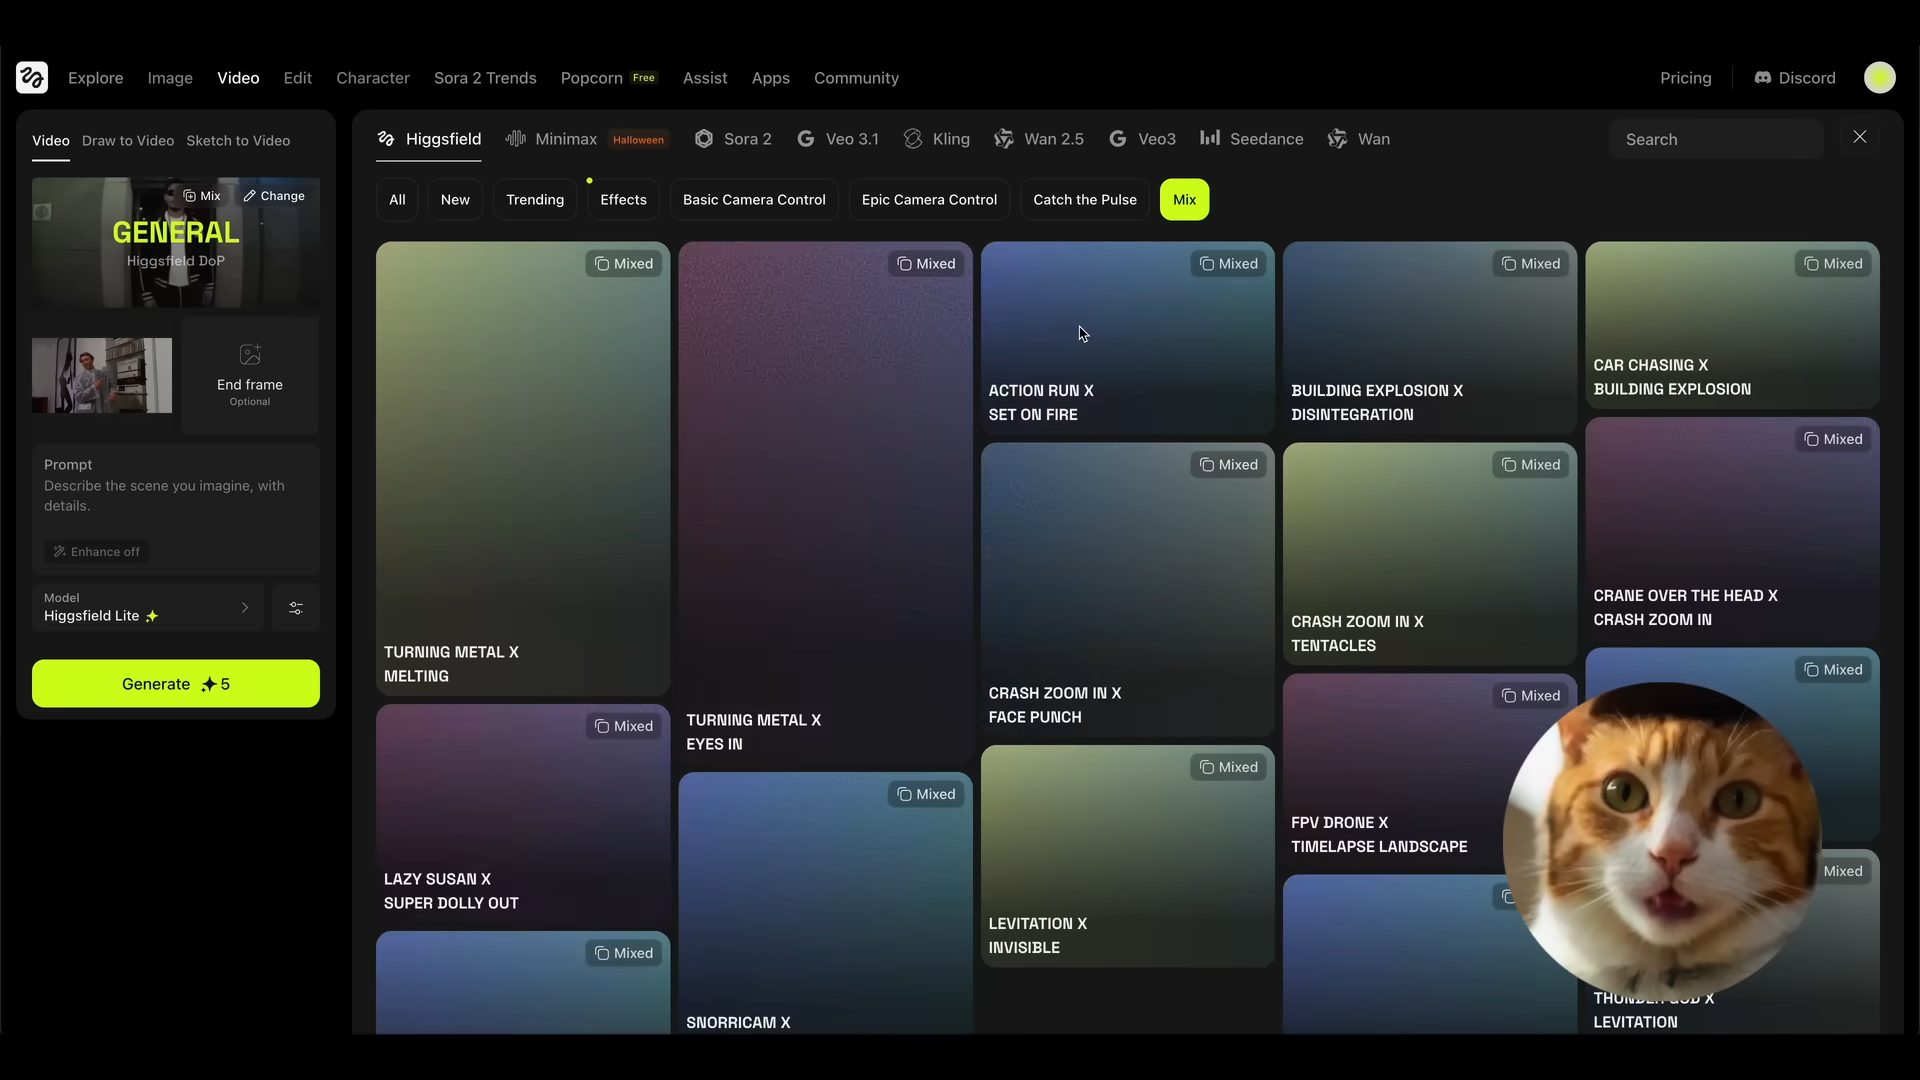 Explore Image Video Edit Character Sora 2 Trends Popcorn Free Assist Apps Community Pricing Discord
Video Draw to Video Sketch to Video
Mix Change
GENERAL
Higgsfield DoP
End frame
Optional
Prompt
Describe the scene you imagine, with
details.
Enhance off
Model
Higgsfield Lite
Generate 5
Higgsfield Minimax Halloween Sora 2 Veo 3.1 Kling Wan 2.5 Veo3 Seedance Wan Search
All New Trending Effects Basic Camera Control Epic Camera Control Catch the Pulse Mix
Mixed
TURNING METAL X
MELTING
Mixed
LAZY SUSAN X
SUPER DOLLY OUT
Mixed
Mixed
TURNING METAL X
EYES IN
Mixed
SNORRICAM X
Mixed
ACTION RUN X
SET ON FIRE
Mixed
CRASH ZOOM IN X
FACE PUNCH
Mixed
LEVITATION X
INVISIBLE
Mixed
BUILDING EXPLOSION X
DISINTEGRATION
Mixed
CRASH ZOOM IN X
TENTACLES
Mixed
FPV DRONE X
TIMELAPSE LANDSCAPE
Mixed
CAR CHASING X
BUILDING EXPLOSION
Mixed
CRANE OVER THE HEAD X
CRASH ZOOM IN
Mixed
Mixed
THUNDER GOD X
LEVITATION